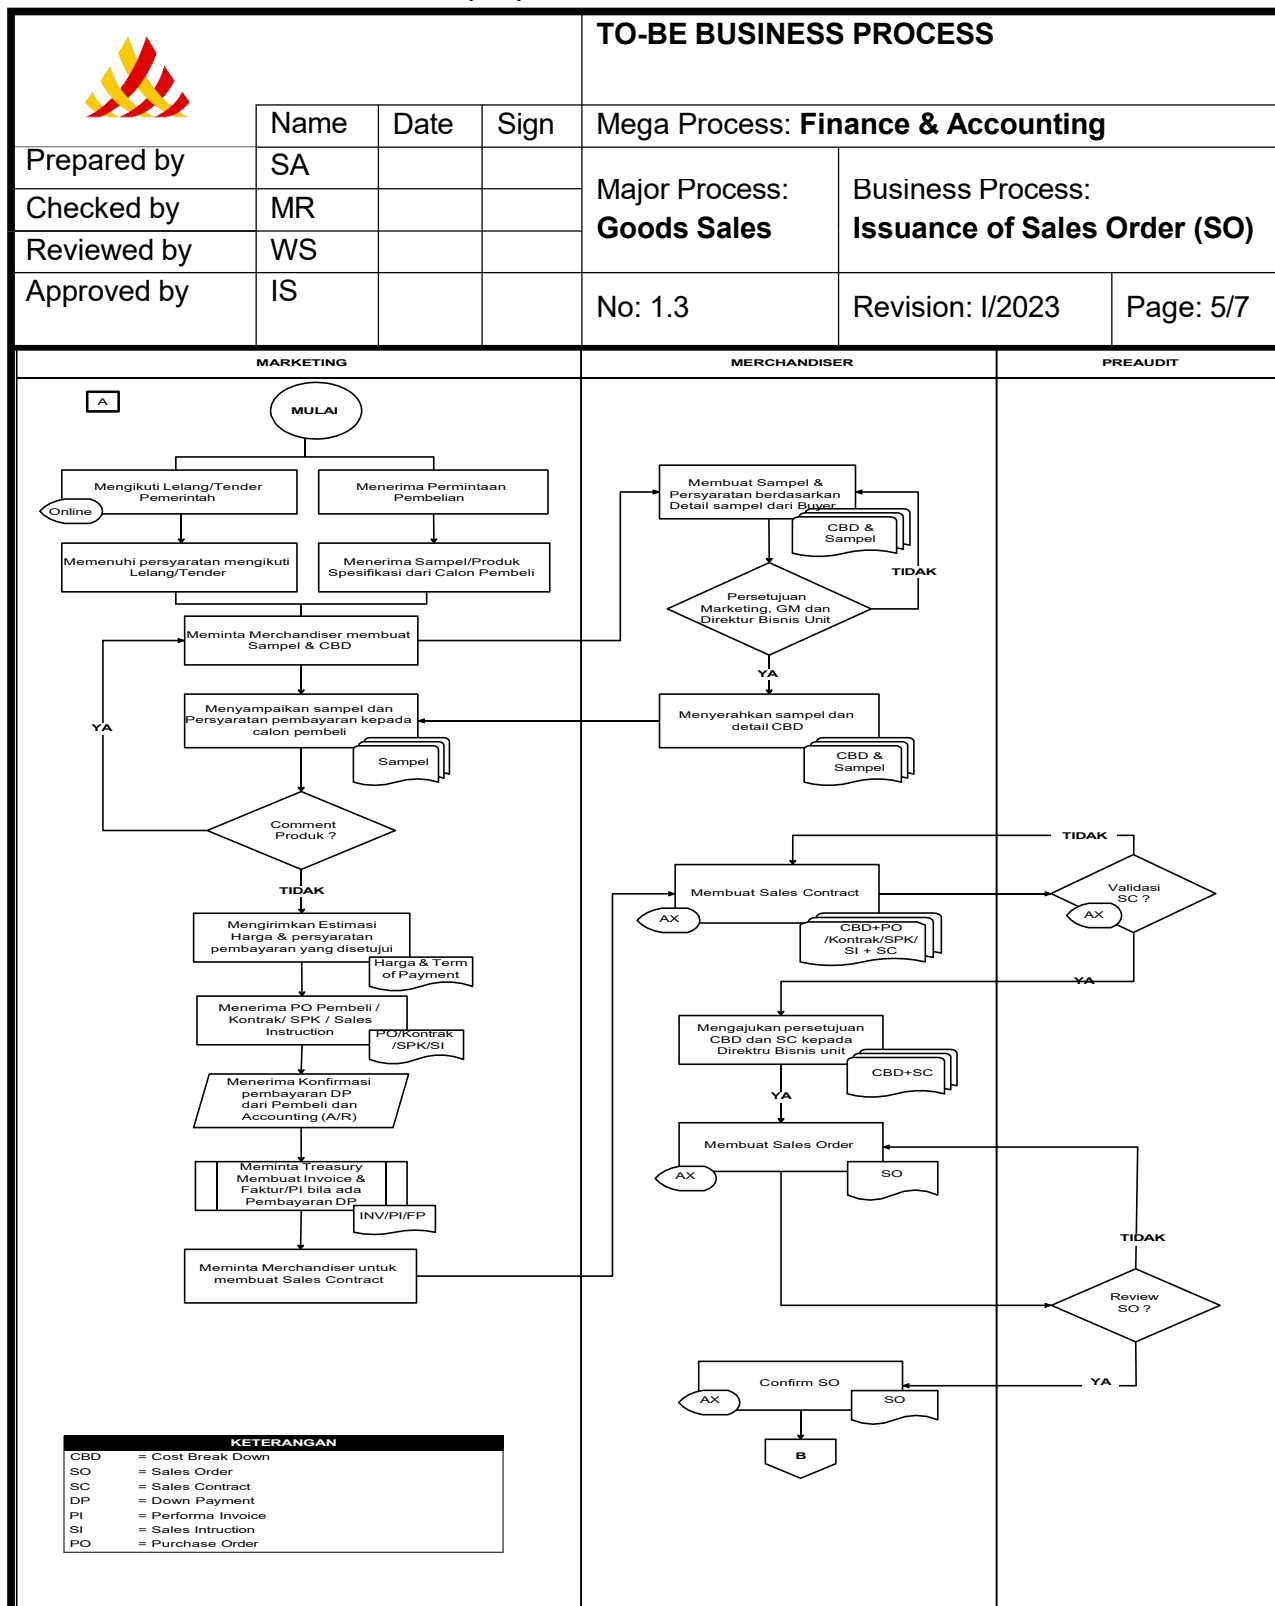 TO-BE BUSINESS PROCESS
Name
Date
Sign
Mega Process: Finance & Accounting
Prepared by
SA
Checked by
MR
Reviewed by
WS
Approved by
IS
Major Process:
Goods Sales
Business Process:
Issuance of Sales Order (SO)
No: 1.3
Revision: I/2023
Page: 5/7
MARKETING
MERCHANDISER
PREAUDIT
A
MULAI
Mengikuti Lelang/Tender
Pemerintah
Online
Menerima Permintaan
Pembelian
Memenuhi persyaratan mengikuti
Lelang/Tender
Menerima Sampel/Produk
Spesifikasi dari Calon Pembeli
Meminta Merchandiser membuat
Sampel & CBD
Menyampaikan sampel dan
Persyaratan pembayaran kepada
calon pembeli
Sampel
YA
Comment
Produk ?
TIDAK
Mengirimkan Estimasi
Harga & persyaratan
pembayaran yang disetujui
Harga & Term
of Payment
Menerima PO Pembeli /
Kontrak/ SPK / Sales
Instruction
PO/Kontrak
/SPK/SI
Menerima Konfirmasi
pembayaran DP
dari Pembeli dan
Accounting (A/R)
Meminta Treasury
Membuat Invoice &
Faktur/PI bila ada
Pembayaran DP
INV/PI/FP
Meminta Merchandiser untuk
membuat Sales Contract
Membuat Sampel &
Persyaratan berdasarkan
Detail sampel dari Buyer
CBD &
Sampel
TIDAK
Persetujuan
Marketing, GM dan
Direktur Bisnis Unit
YA
Menyerahkan sampel dan
detail CBD
CBD &
Sampel
TIDAK
Membuat Sales Contract
AX
CBD+PO
/Kontrak/SPK/
SI + SC
Validasi
SC ?
AX
YA
Mengajukan persetujuan
CBD dan SC kepada
Direktru Bisnis unit
CBD+SC
YA
Membuat Sales Order
AX
SO
TIDAK
Review
SO ?
YA
Confirm SO
AX
SO
B
KETERANGAN
CBD = Cost Break Down
SO = Sales Order
SC = Sales Contract
DP = Down Payment
PI = Performa Invoice
SI = Sales Intruction
PO = Purchase Order